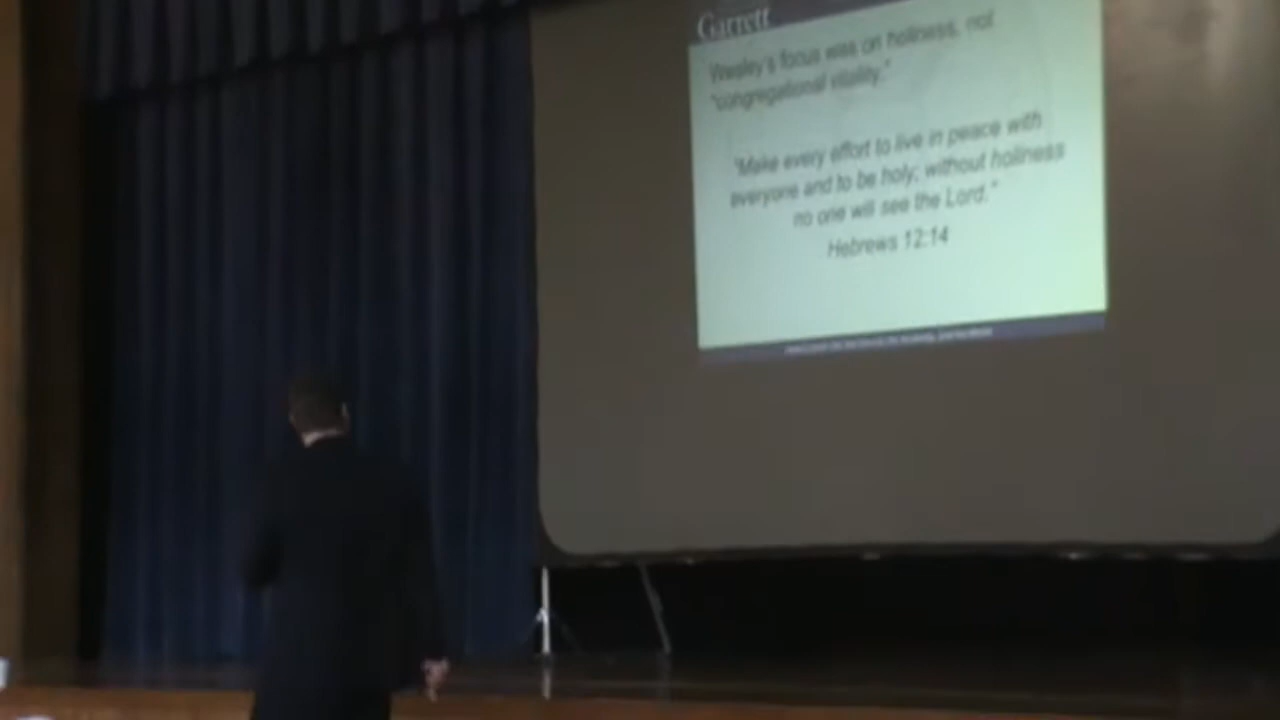 Garrett
Wesley's focus was on holiness, not
"congregational vitality."
"Make every effort to live in peace with
everyone and to be holy; without holiness
no one will see the Lord."
Hebrews 12:14